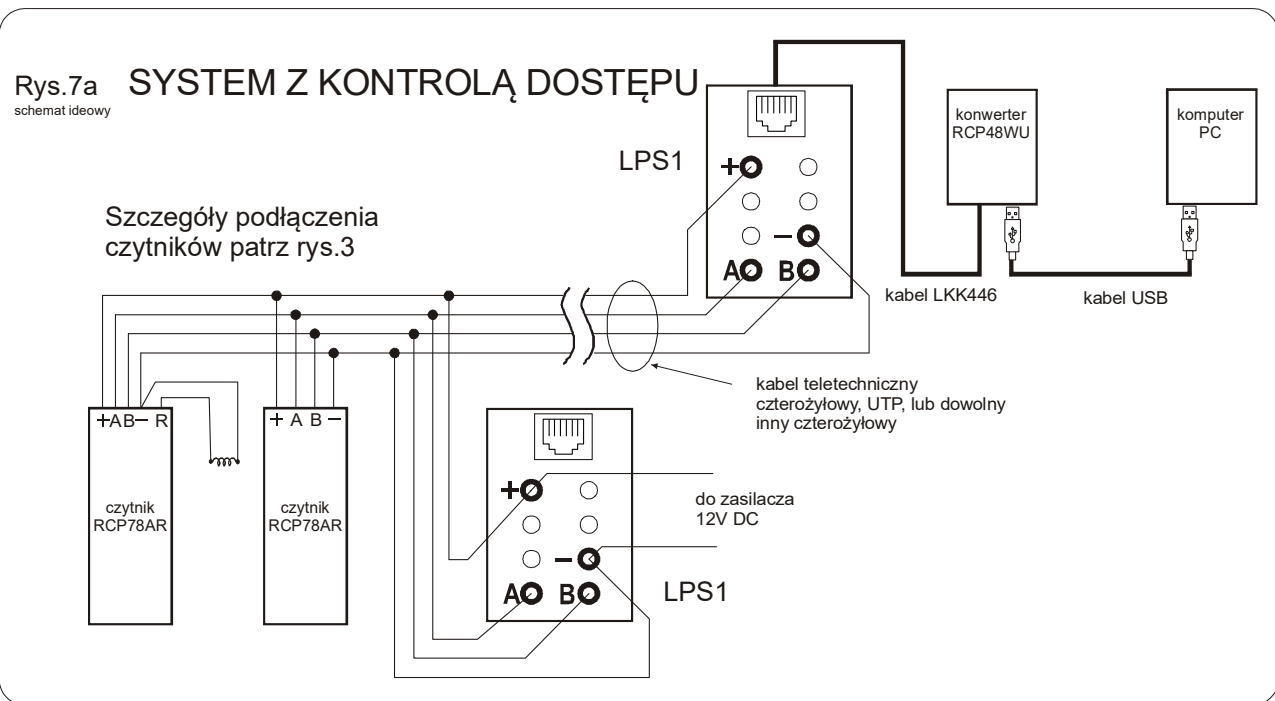 Rys.7a SYSTEM Z KONTROLĄ DOSTĘPU
schemat ideowy
LPS1
+
−
A B
konwerter
RCP48WU
komputer
PC
kabel LKK446
kabel USB
Szczegóły podłączenia
czytników patrz rys.3
kabel teletechniczny
czterożyłowy, UTP, lub dowolny
inny czterożyłowy
+AB− R
czytnik
RCP78AR
+ A B −
czytnik
RCP78AR
+
−
A B
do zasilacza
12V DC
LPS1